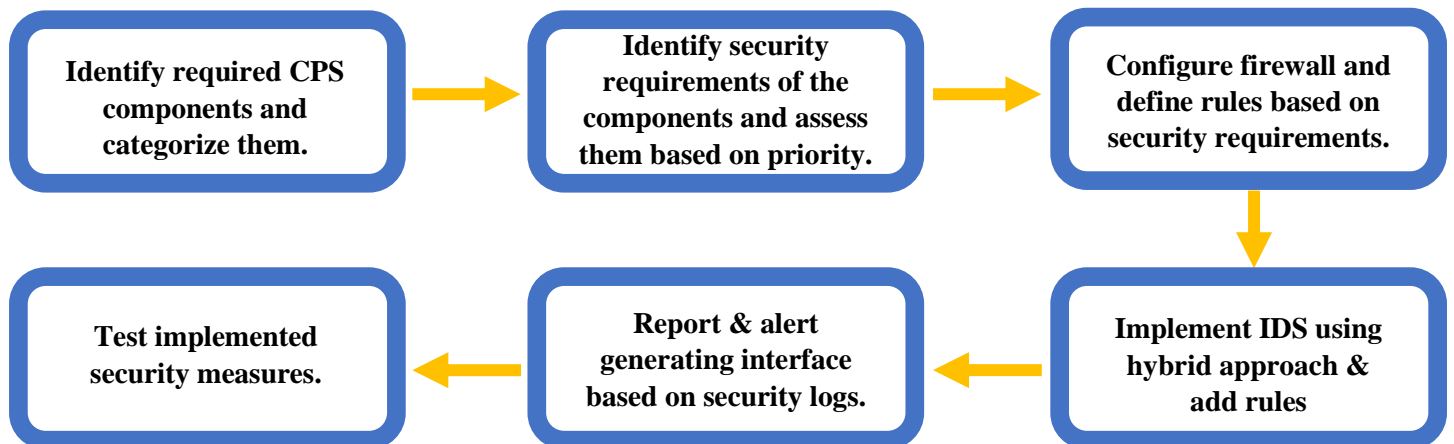 Identify required CPS
components and
categorize them.
Identify security
requirements of the
components and assess
them based on priority.
Configure firewall and
define rules based on
security requirements.
Implement IDS using
hybrid approach &
add rules
Report & alert
generating interface
based on security logs.
Test implemented
security measures.